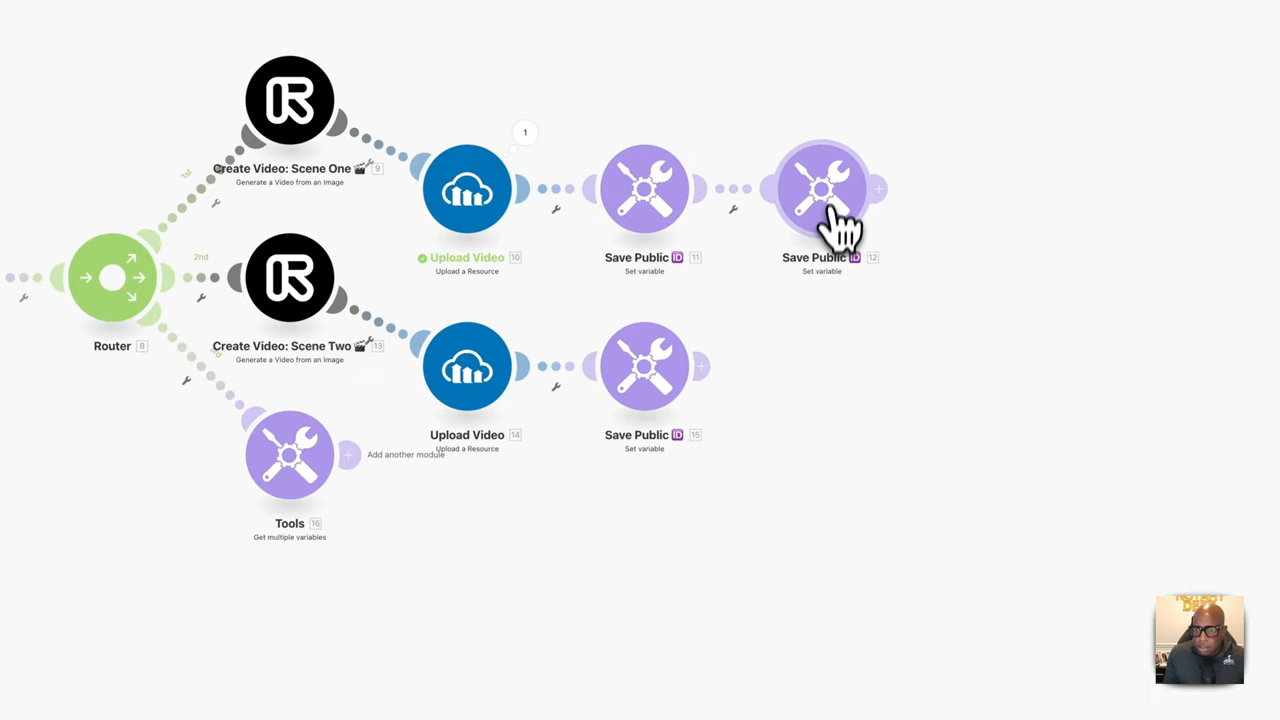 1
1st
Create Video: Scene One 🎬 9
Generate a Video from an Image
Upload Video 10
Upload a Resource
Save Public 🆔 11
Set variable
Save Public 🆔 12
Set variable
2nd
Router 8
Create Video: Scene Two 🎬 13
Generate a Video from an Image
Upload Video 14
Upload a Resource
Save Public 🆔 15
Set variable
Add another module
Tools 16
Get multiple variables